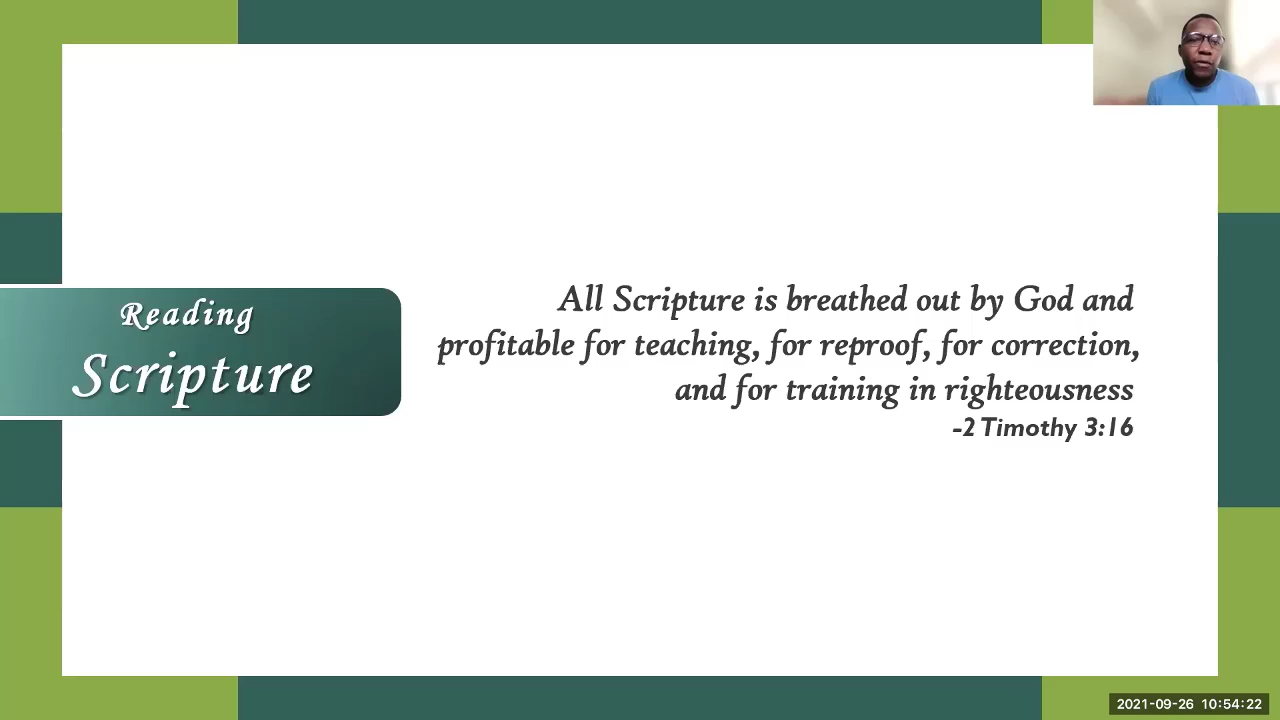 Reading
Scripture
All Scripture is breathed out by God and
profitable for teaching, for reproof, for correction,
and for training in righteousness
-2 Timothy 3:16
2021-09-26 10:54:22